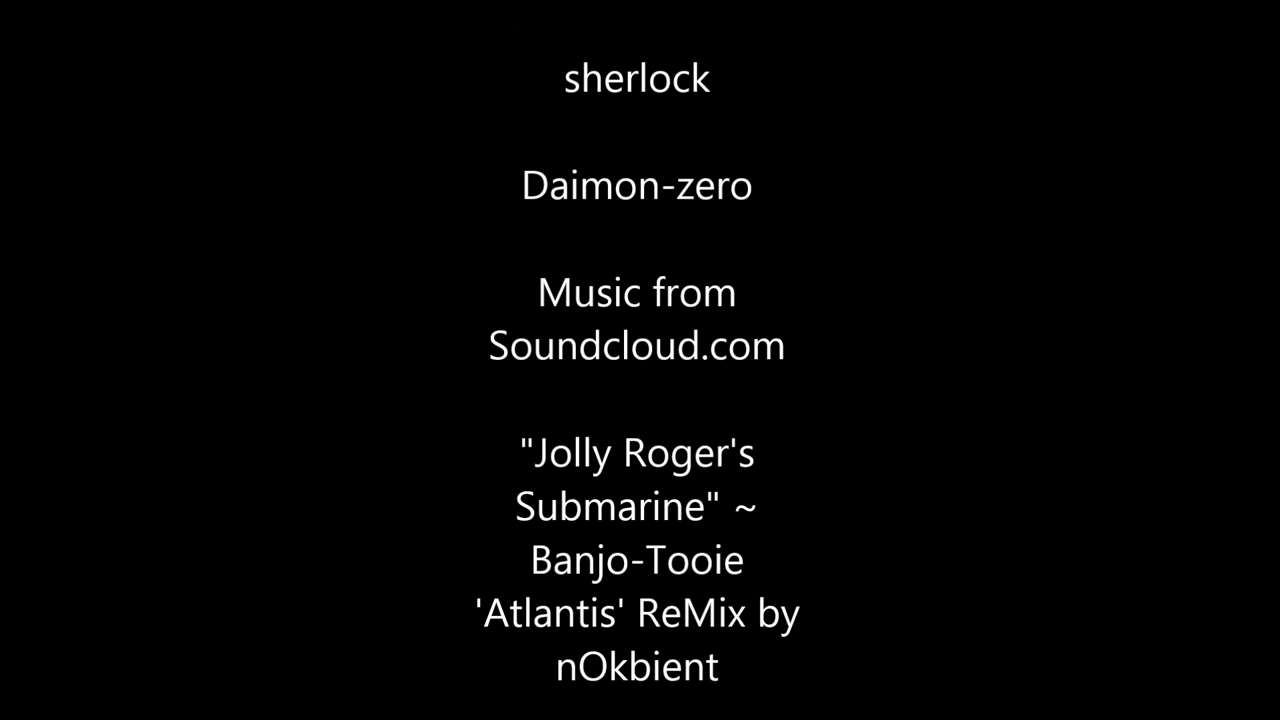 sherlock
Daimon-zero
Music from
Soundcloud.com
"Jolly Roger's
Submarine" ~
Banjo-Tooie
'Atlantis' ReMix by
nOkbient